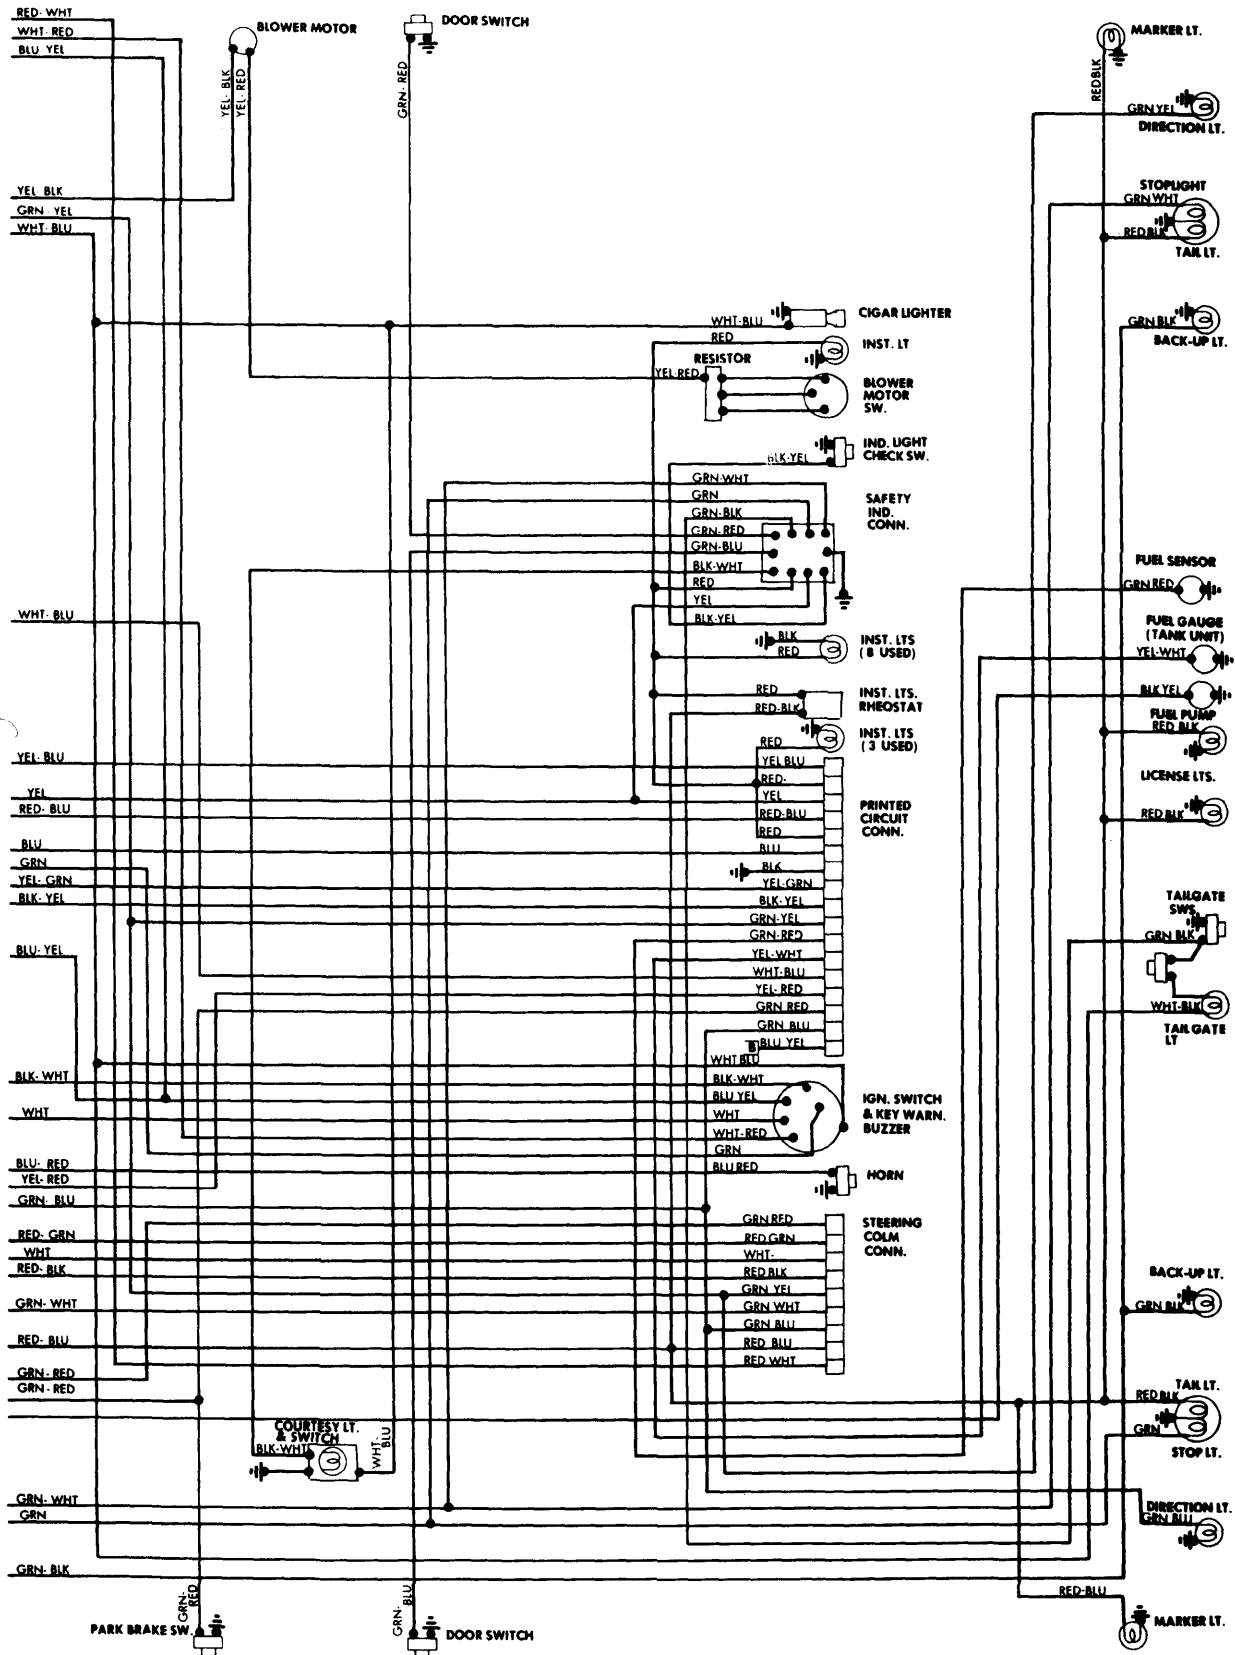 RED- WHT
WHT- RED
BLU YEL
BLOWER MOTOR
YEL- BLK
YEL-RED
DOOR SWITCH
GRN- RED
MARKER LT.
RED BLK
GRN YEL
DIRECTION LT.
STOPLIGHT
GRN WHT
RED BLK
TAIL LT.
GRN BLK
BACK-UP LT.
YEL BLK
GRN YEL
WHT- BLU
WHT-BLU
CIGAR LIGHTER
RED
INST. LT
RESISTOR
YEL-RED
BLOWER
MOTOR
SW.
IND. LIGHT
CHECK SW.
BLK-YEL
GRN-WHT
GRN
GRN-BLK
GRN-RED
GRN-BLU
BLK-WHT
RED
YEL
BLK-YEL
SAFETY
IND.
CONN.
FUEL SENSOR
GRN RED
FUEL GAUGE
(TANK UNIT)
YEL-WHT
BLK YEL
FUEL PUMP
RED BLK
LICENSE LTS.
RED BLK
WHT- BLU
BLK
RED
INST. LTS
( 8 USED)
RED
RED-BLK
INST. LTS.
RHEOSTAT
RED
INST. LTS
( 3 USED)
YEL- BLU
YEL
RED- BLU
BLU
GRN
YEL- GRN
BLK- YEL
BLU- YEL
YEL BLU
RED-
YEL
RED-BLU
RED
BLU
BLK
YEL-GRN
BLK-YEL
GRN-YEL
GRN-RED
YEL-WHT
WHT-BLU
YEL-RED
GRN RED
GRN BLU
B
BLU YEL
PRINTED
CIRCUIT
CONN.
TAILGATE
SWS.
GRN BLK
WHT-BLK
TAILGATE
LT
BLK- WHT
WHT
BLU- RED
YEL- RED
GRN- BLU
WHT BLU
BLK-WHT
BLU YEL
WHT
WHT-RED
GRN
BLU RED
IGN. SWITCH
& KEY WARN.
BUZZER
HORN
RED- GRN
WHT
RED- BLK
GRN- WHT
RED- BLU
GRN - RED
GRN - RED
GRN RED
RED GRN
WHT-
RED BLK
GRN YEL
GRN WHT
GRN BLU
RED BLU
RED WHT
STEERING
COLM
CONN.
BACK-UP LT.
GRN BLK
TAIL LT.
RED BLK
GRN
STOP LT.
COURTESY LT.
& SWITCH
BLK-WHT
WHT-
BLU
GRN- WHT
GRN
GRN- BLK
DIRECTION LT.
GRN BLU
GRN-
RED
PARK BRAKE SW.
GRN-
BLU
DOOR SWITCH
RED-BLU
MARKER LT.